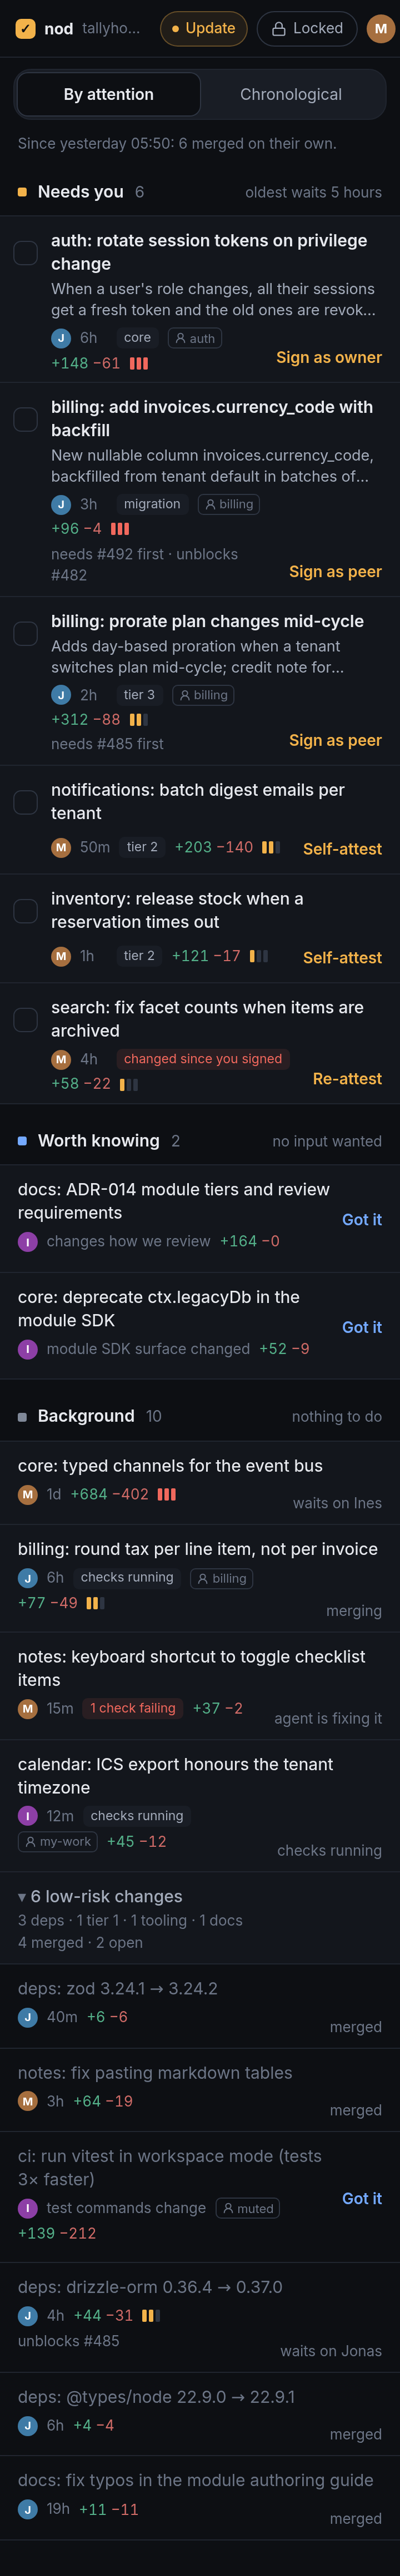 ✓ nod tallyho... Update Locked M
By attention Chronological
Since yesterday 05:50: 6 merged on their own.
Needs you 6 oldest waits 5 hours
auth: rotate session tokens on privilege
change
When a user's role changes, all their sessions
get a fresh token and the old ones are revok...
J 6h core auth
+148 −61 Sign as owner
billing: add invoices.currency_code with
backfill
New nullable column invoices.currency_code,
backfilled from tenant default in batches of...
J 3h migration billing
+96 −4
needs #492 first · unblocks
#482 Sign as peer
billing: prorate plan changes mid-cycle
Adds day-based proration when a tenant
switches plan mid-cycle; credit note for...
J 2h tier 3 billing
+312 −88
needs #485 first Sign as peer
notifications: batch digest emails per
tenant
M 50m tier 2 +203 −140 Self-attest
inventory: release stock when a
reservation times out
M 1h tier 2 +121 −17 Self-attest
search: fix facet counts when items are
archived
M 4h changed since you signed
+58 −22 Re-attest
Worth knowing 2 no input wanted
docs: ADR-014 module tiers and review
requirements
I changes how we review +164 −0 Got it
core: deprecate ctx.legacyDb in the
module SDK
I module SDK surface changed +52 −9 Got it
Background 10 nothing to do
core: typed channels for the event bus
M 1d +684 −402 waits on Ines
billing: round tax per line item, not per invoice
J 6h checks running billing
+77 −49 merging
notes: keyboard shortcut to toggle checklist
items
M 15m 1 check failing +37 −2 agent is fixing it
calendar: ICS export honours the tenant
timezone
I 12m checks running
my-work +45 −12 checks running
▾ 6 low-risk changes
3 deps · 1 tier 1 · 1 tooling · 1 docs
4 merged · 2 open
deps: zod 3.24.1 → 3.24.2
J 40m +6 −6 merged
notes: fix pasting markdown tables
M 3h +64 −19 merged
ci: run vitest in workspace mode (tests
3× faster)
I test commands change muted Got it
+139 −212
deps: drizzle-orm 0.36.4 → 0.37.0
J 4h +44 −31
unblocks #485 waits on Jonas
deps: @types/node 22.9.0 → 22.9.1
J 6h +4 −4 merged
docs: fix typos in the module authoring guide
J 19h +11 −11 merged